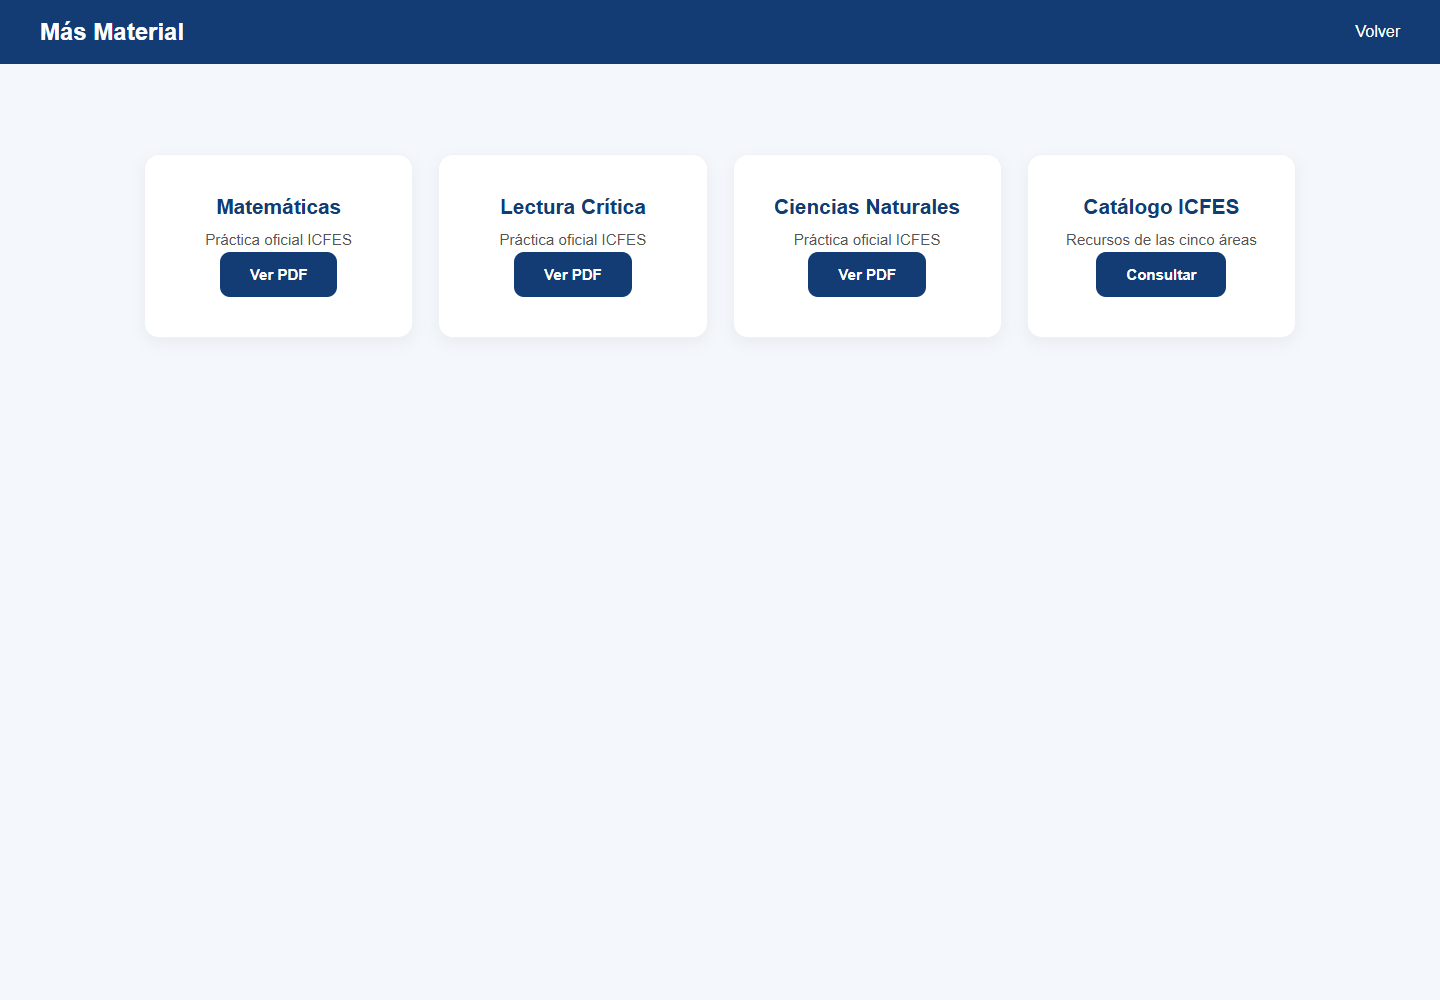 Más Material
Volver
Matemáticas
Práctica oficial ICFES
Ver PDF
Lectura Crítica
Práctica oficial ICFES
Ver PDF
Ciencias Naturales
Práctica oficial ICFES
Ver PDF
Catálogo ICFES
Recursos de las cinco áreas
Consultar